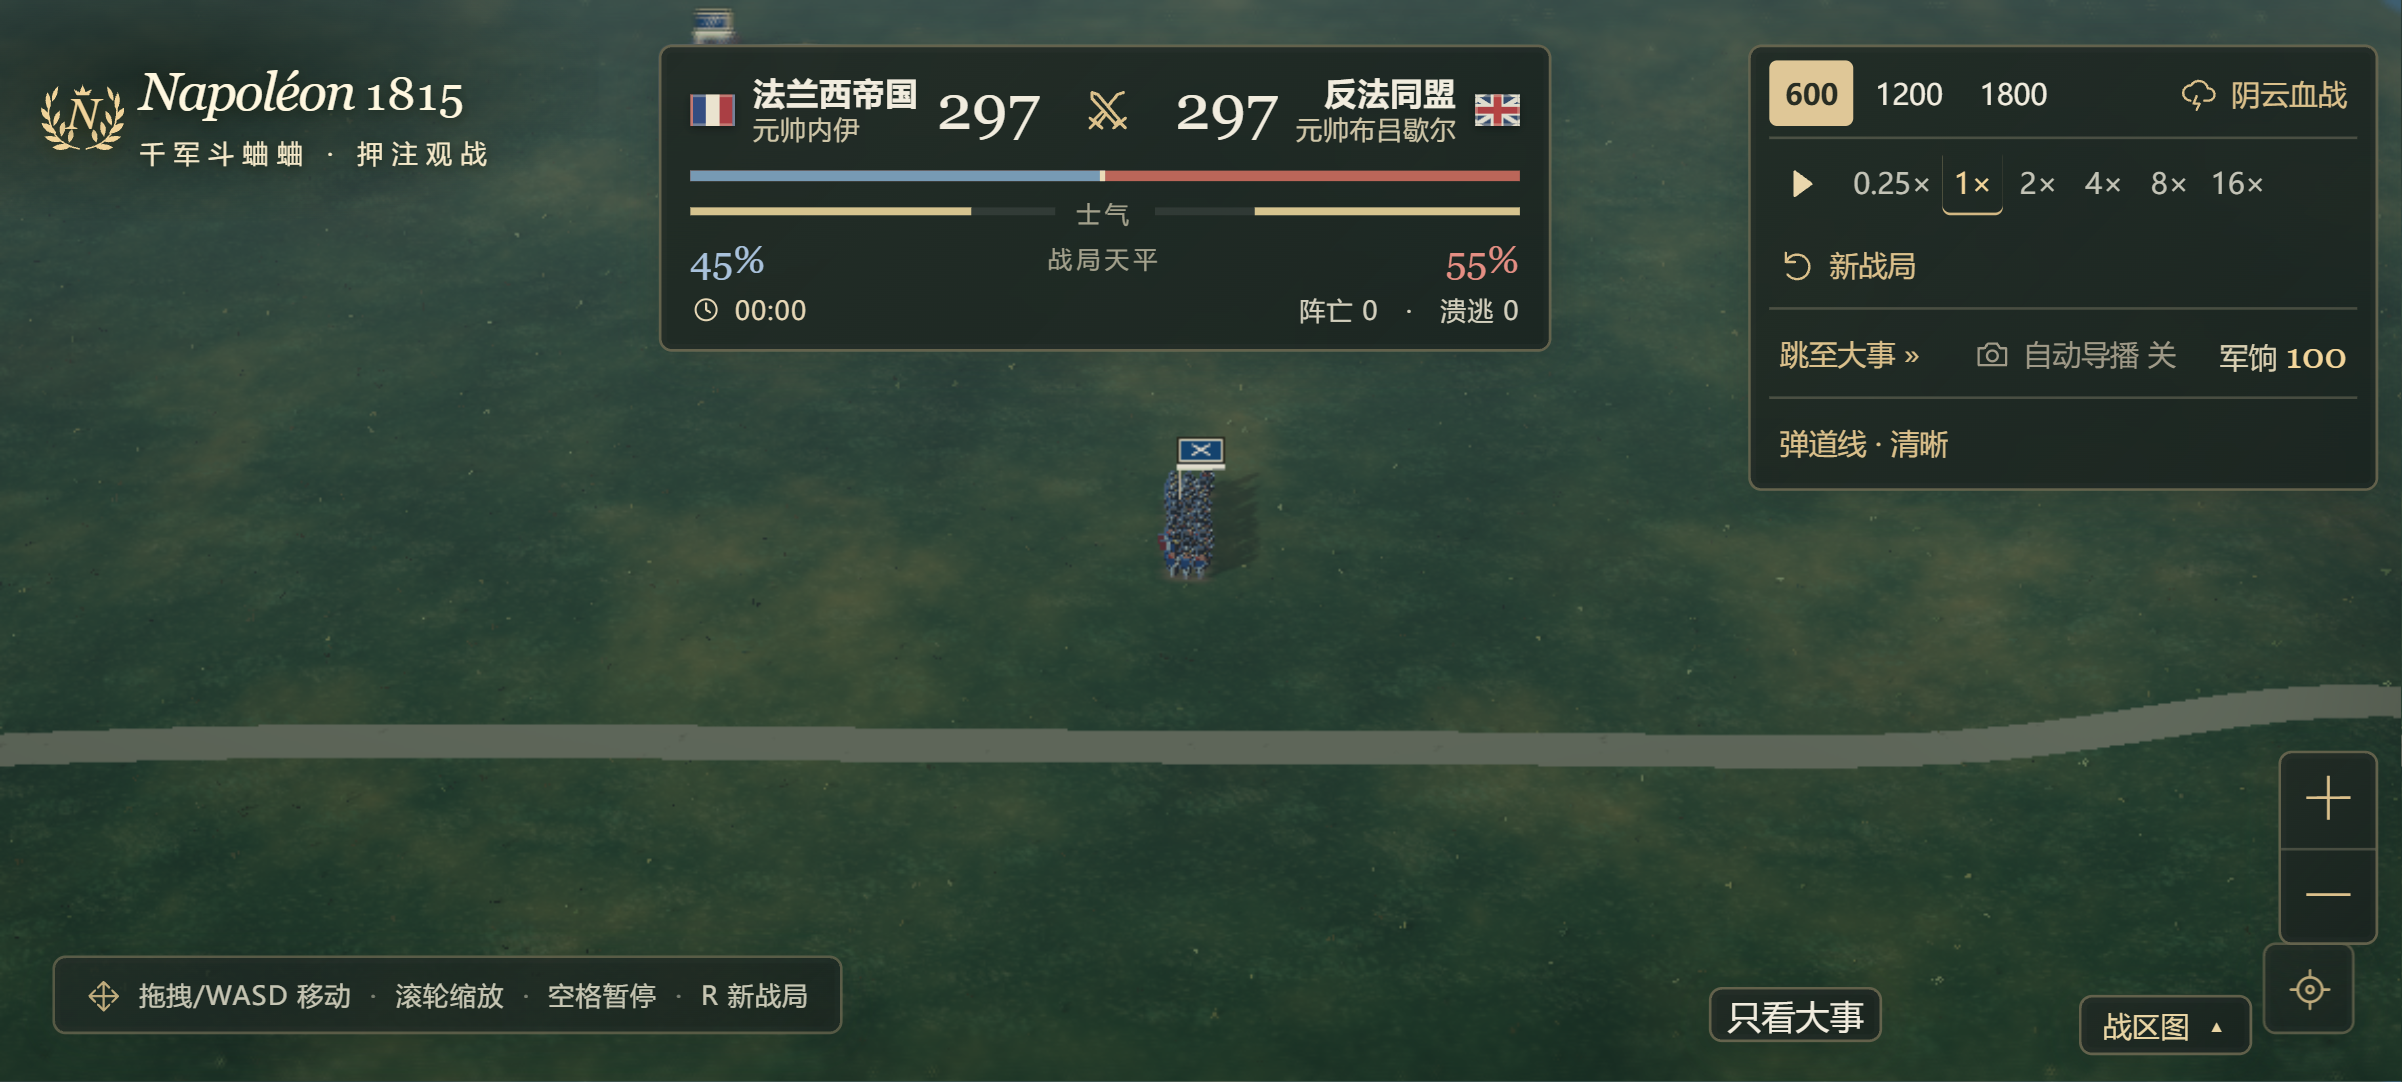 N
Napoléon 1815
千军斗蛐蛐 · 押注观战
法兰西帝国
元帅内伊
297
297
反法同盟
元帅布吕歇尔
士气
45%
战局天平
55%
00:00
阵亡 0 · 溃逃 0
600 1200 1800 阴云血战
0.25× 1× 2× 4× 8× 16×
新战局
跳至大事 » 自动导播 关 军饷 100
弹道线 · 清晰
拖拽/WASD 移动 · 滚轮缩放 · 空格暂停 · R 新战局
只看大事
战区图 ▲